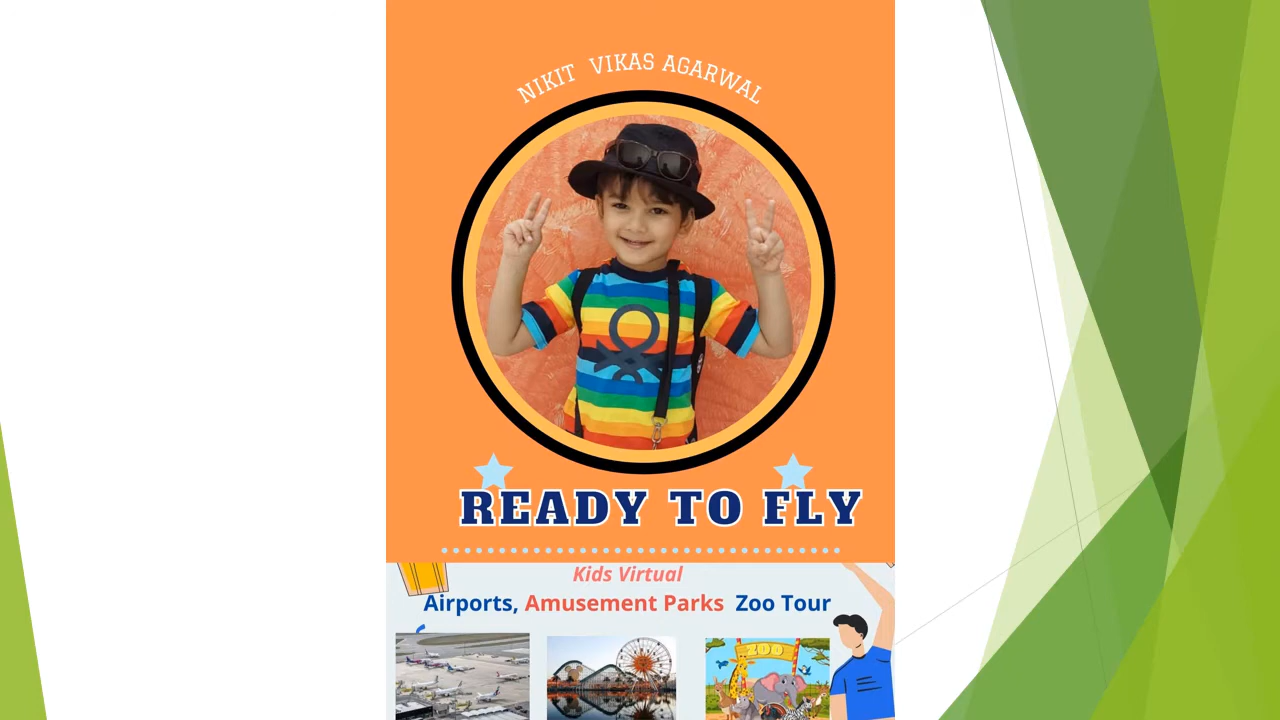 NIKIT VIKAS AGARWAL
READY TO FLY
Kids Virtual
Airports, Amusement Parks Zoo Tour
ZOO